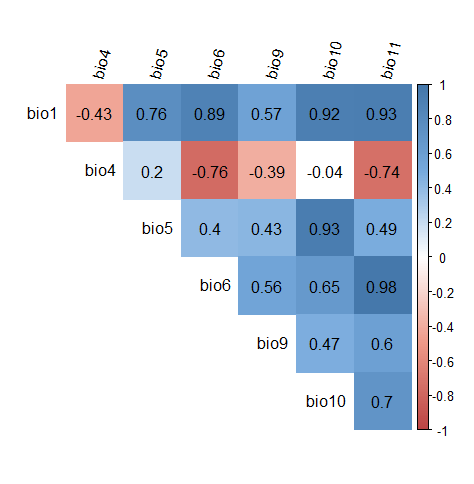 bio4 bio5 bio6 bio9 bio10 bio11
bio1 -0.43 0.76 0.89 0.57 0.92 0.93
bio4 0.2 -0.76 -0.39 -0.04 -0.74
bio5 0.4 0.43 0.93 0.49
bio6 0.56 0.65 0.98
bio9 0.47 0.6
bio10 0.7
1
0.8
0.6
0.4
0.2
0
-0.2
-0.4
-0.6
-0.8
-1